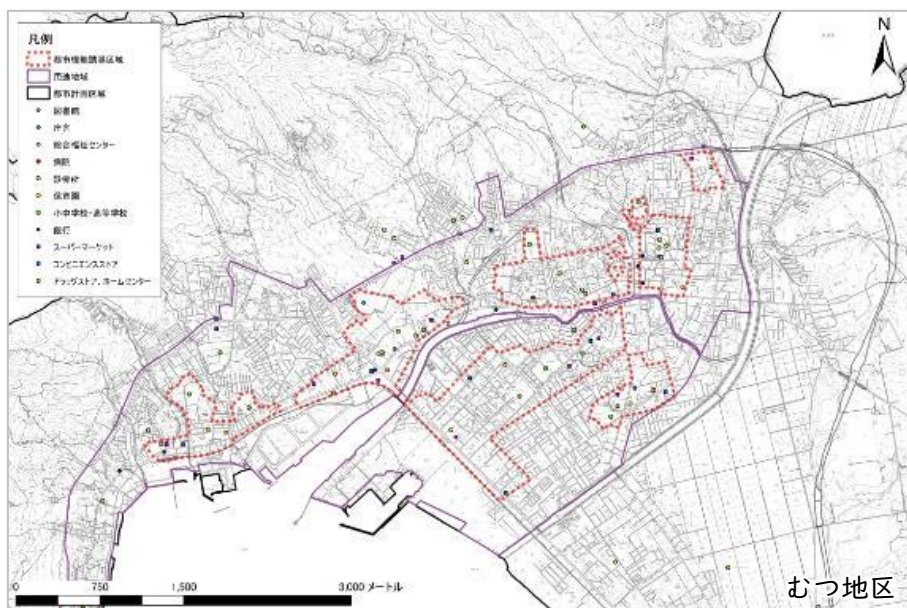 凡例
都市機能誘導区域
用途地域
都市計画区域
図書館
庁舎
総合福祉センター
病院
診療所
保育園
小中学校・高等学校
銀行
スーパーマーケット
コンビニエンスストア
ドラッグストア、ホームセンター
N
0 750 1,500 3,000 メートル
むつ地区